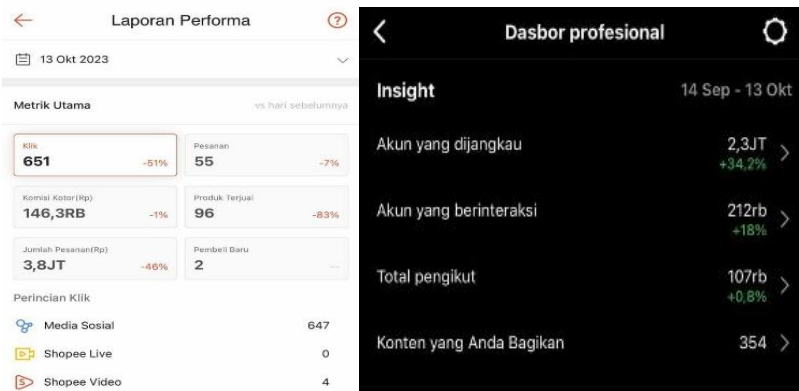 Laporan Performa
?
13 Okt 2023
Metrik Utama
vs hari sebelumnya
Klik
651
-51%
Pesanan
55
-7%
Komisi Kotor(Rp)
146,3RB
-1%
Produk Terjual
96
-83%
Jumlah Pesanan(Rp)
3,8JT
-46%
Pembeli Baru
2
--
Perincian Klik
Media Sosial
647
Shopee Live
0
Shopee Video
4
Dasbor profesional
Insight
14 Sep - 13 Okt
Akun yang dijangkau
2,3JT
+34,2%
Akun yang berinteraksi
212rb
+18%
Total pengikut
107rb
+0,8%
Konten yang Anda Bagikan
354